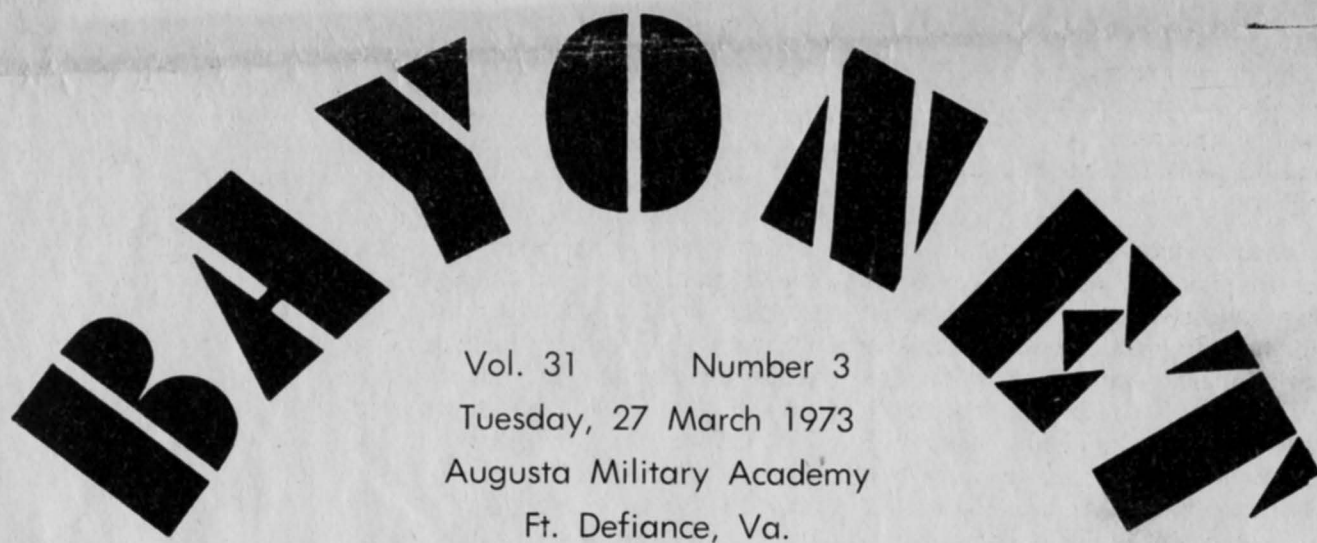 BAYONET
Vol. 31 Number 3
Tuesday, 27 March 1973
Augusta Military Academy
Ft. Defiance, Va.